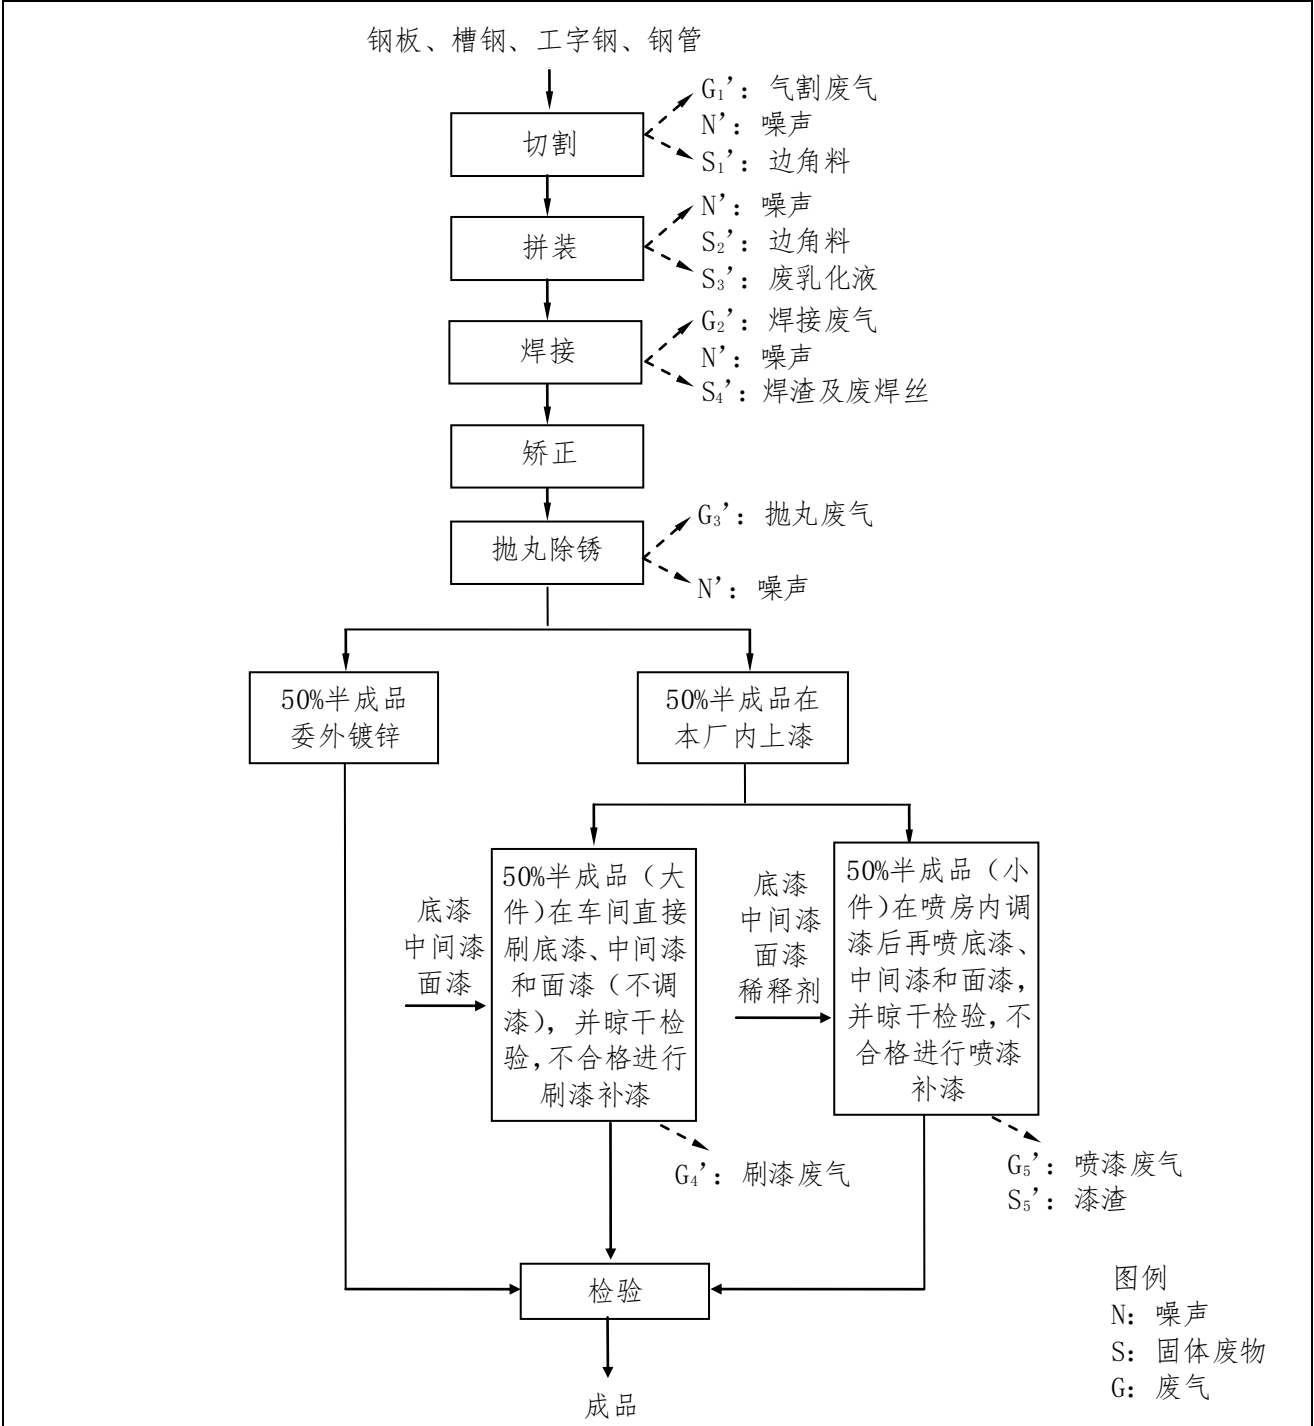 钢板、槽钢、工字钢、钢管
G₁’：气割废气
N’：噪声
S₁’：边角料
切割
N’：噪声
S₂’：边角料
S₃’：废乳化液
拼装
G₂’：焊接废气
N’：噪声
S₄’：焊渣及废焊丝
焊接
矫正
G₃’：抛丸废气
N’：噪声
抛丸除锈
50%半成品
委外镀锌
50%半成品在
本厂内上漆
底漆
中间漆
面漆
50%半成品（大
件）在车间直接
刷底漆、中间漆
和面漆（不调
漆），并晾干检
验，不合格进行
刷漆补漆
底漆
中间漆
面漆
稀释剂
50%半成品（小
件）在喷房内调
漆后再喷底漆、
中间漆和面漆，
并晾干检验，不
合格进行喷漆
补漆
G₄’：刷漆废气
G₅’：喷漆废气
S₅’：漆渣
检验
成品
图例
N：噪声
S：固体废物
G：废气